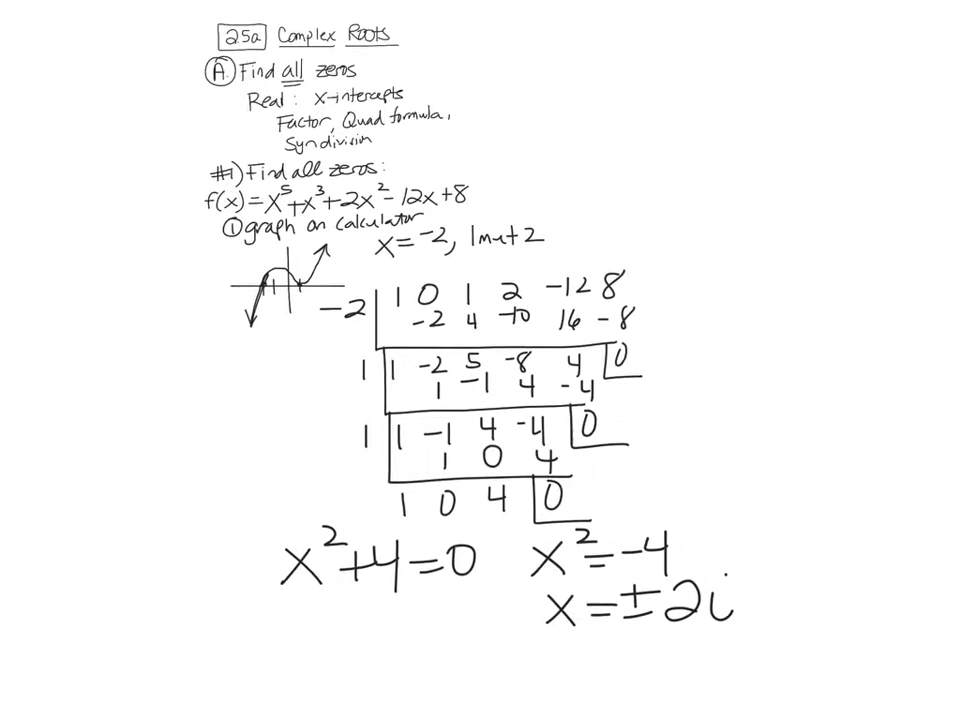 2.5a Complex Roots
A. Find all zeros
Real: x-intercepts
Factor, Quad formula,
Syn division
#1) Find all zeros:
f(x) = x⁵ + x³ + 2x² - 12x + 8
① graph on calculator
x = -2, 1 mult 2
-2 | 1 0 1 2 -12 8
-2 4 -10 16 -8
1 | 1 -2 5 -8 4 | 0
1 -1 4 -4
1 | 1 -1 4 -4 | 0
1 0 4
1 0 4 | 0
x² + 4 = 0 x² = -4
x = ± 2i